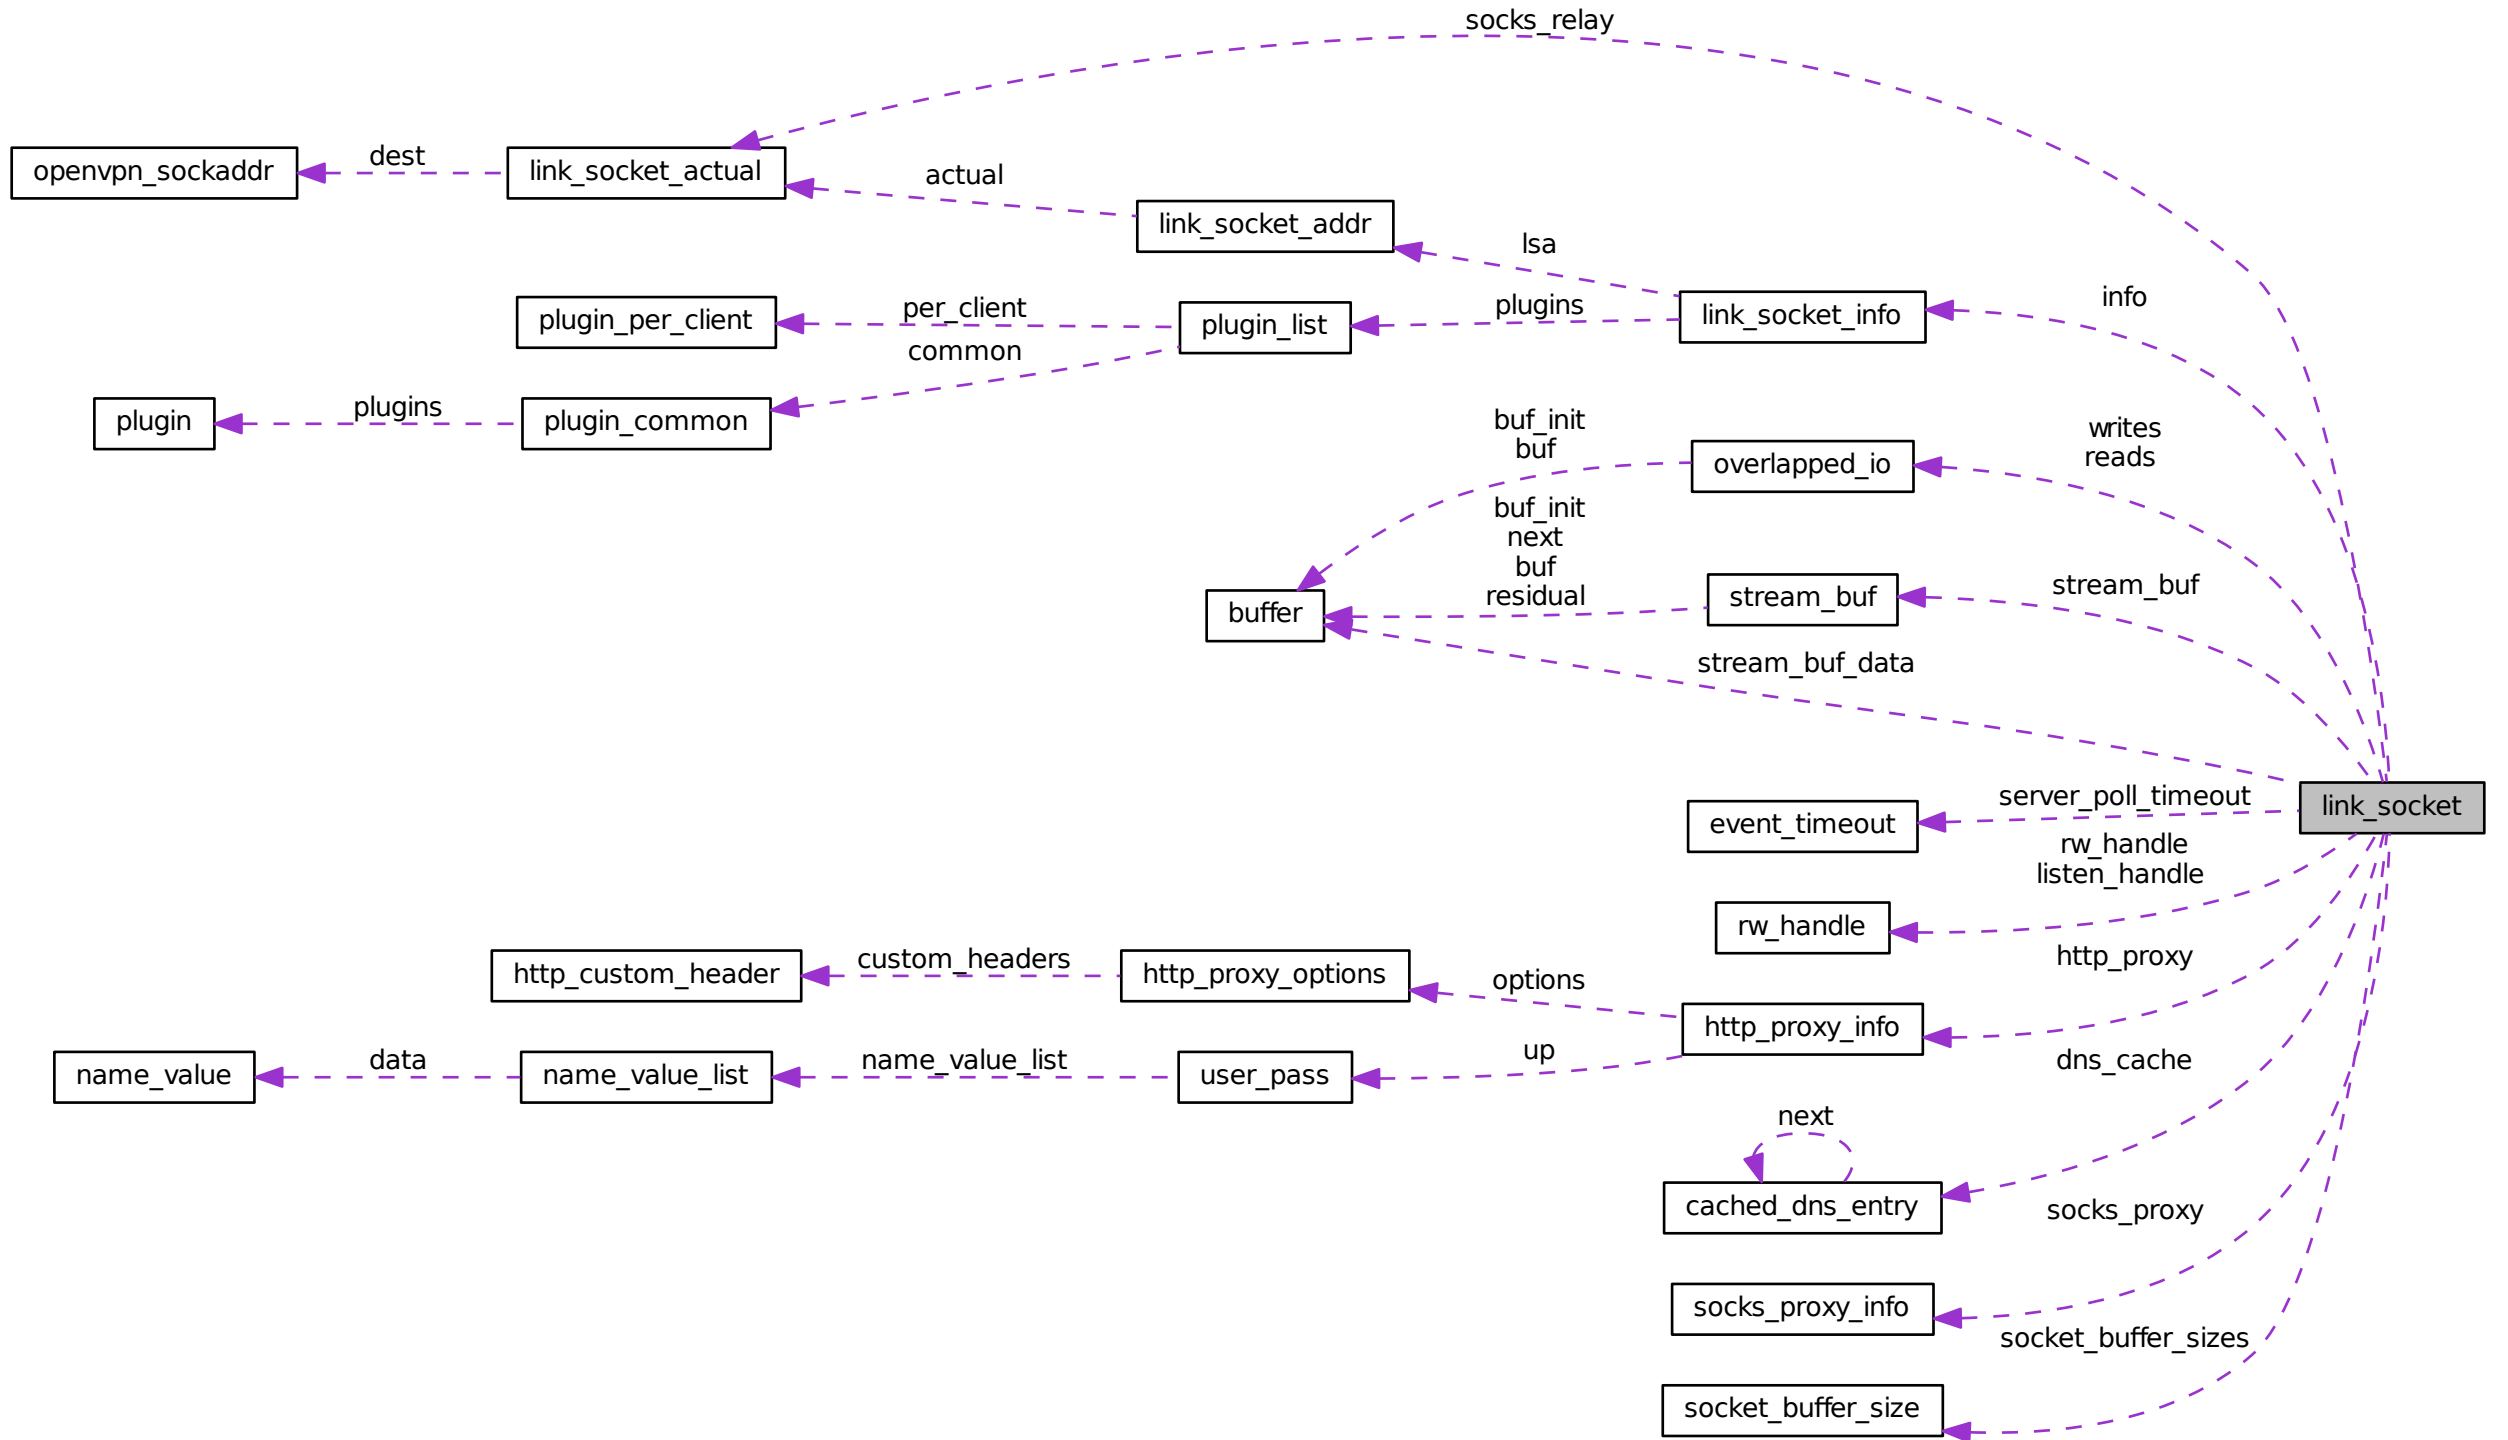 socks_relay
openvpn_sockaddr
dest
link_socket_actual
actual
link_socket_addr
lsa
info
plugin_per_client
per_client
plugin_list
plugins
link_socket_info
common
plugin
plugins
plugin_common
buf_init
buf
overlapped_io
writes
reads
buf_init
next
buf
residual
buffer
stream_buf
stream_buf
stream_buf_data
link_socket
event_timeout
server_poll_timeout
rw_handle
listen_handle
rw_handle
http_proxy
http_custom_header
custom_headers
http_proxy_options
options
http_proxy_info
name_value
data
name_value_list
name_value_list
user_pass
up
dns_cache
next
cached_dns_entry
socks_proxy
socks_proxy_info
socket_buffer_sizes
socket_buffer_size